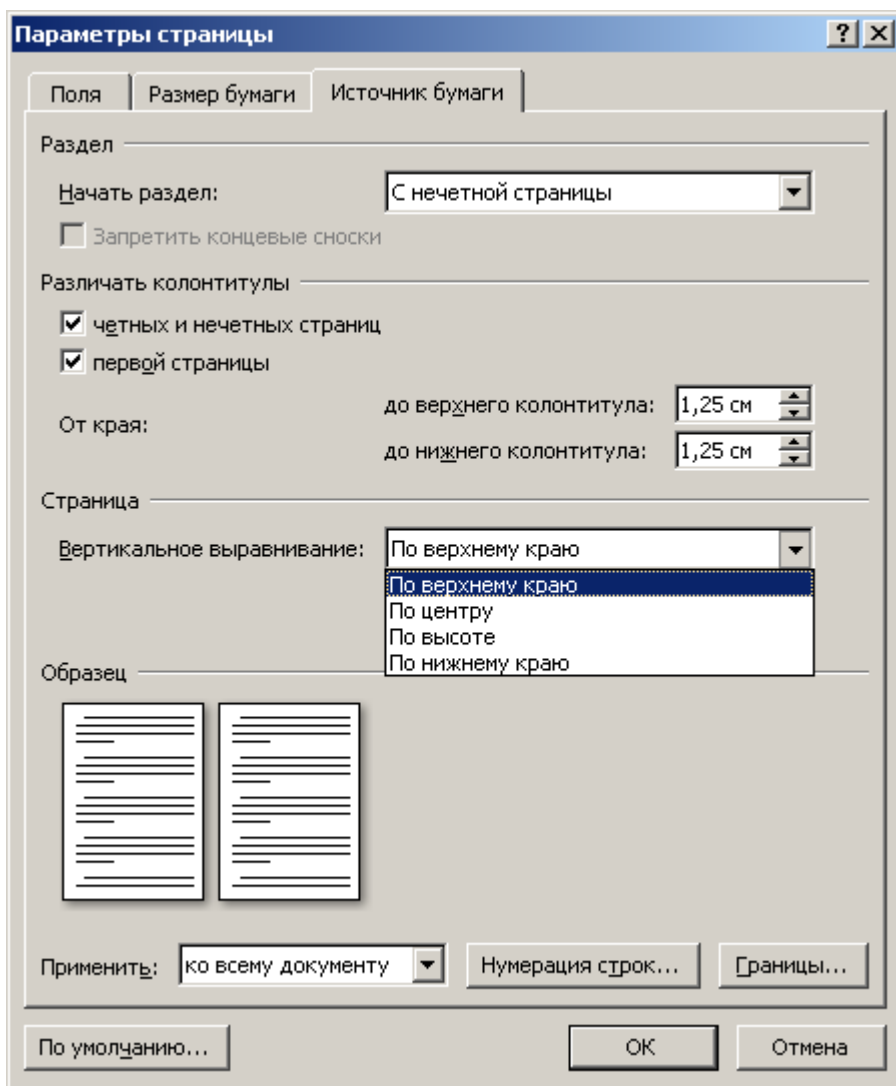 Параметры страницы
Поля Размер бумаги Источник бумаги
Раздел
Начать раздел: С нечетной страницы
Запретить концевые сноски
Различать колонтитулы
четных и нечетных страниц
первой страницы
От края:
до верхнего колонтитула: 1,25 см
до нижнего колонтитула: 1,25 см
Страница
Вертикальное выравнивание: По верхнему краю
По верхнему краю
По центру
По высоте
По нижнему краю
Образец
Применить: ко всему документу Нумерация строк... Границы...
По умолчанию... ОК Отмена